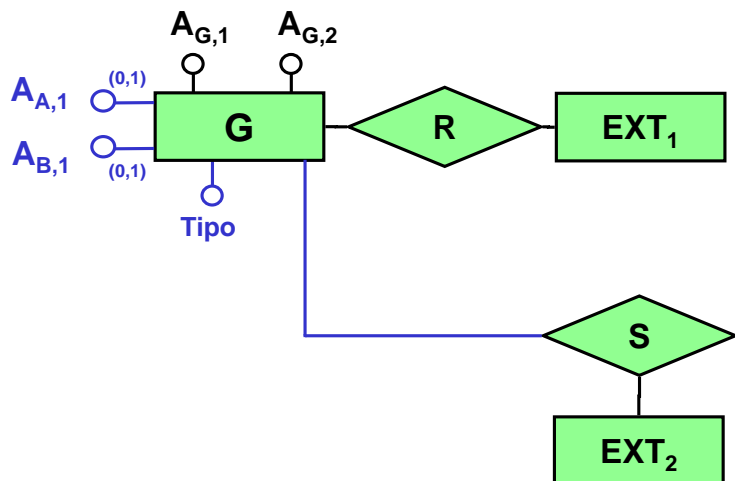 A_G,1 A_G,2
(0,1)
A_A,1
G R EXT_1
A_B,1
(0,1)
Tipo
S
EXT_2